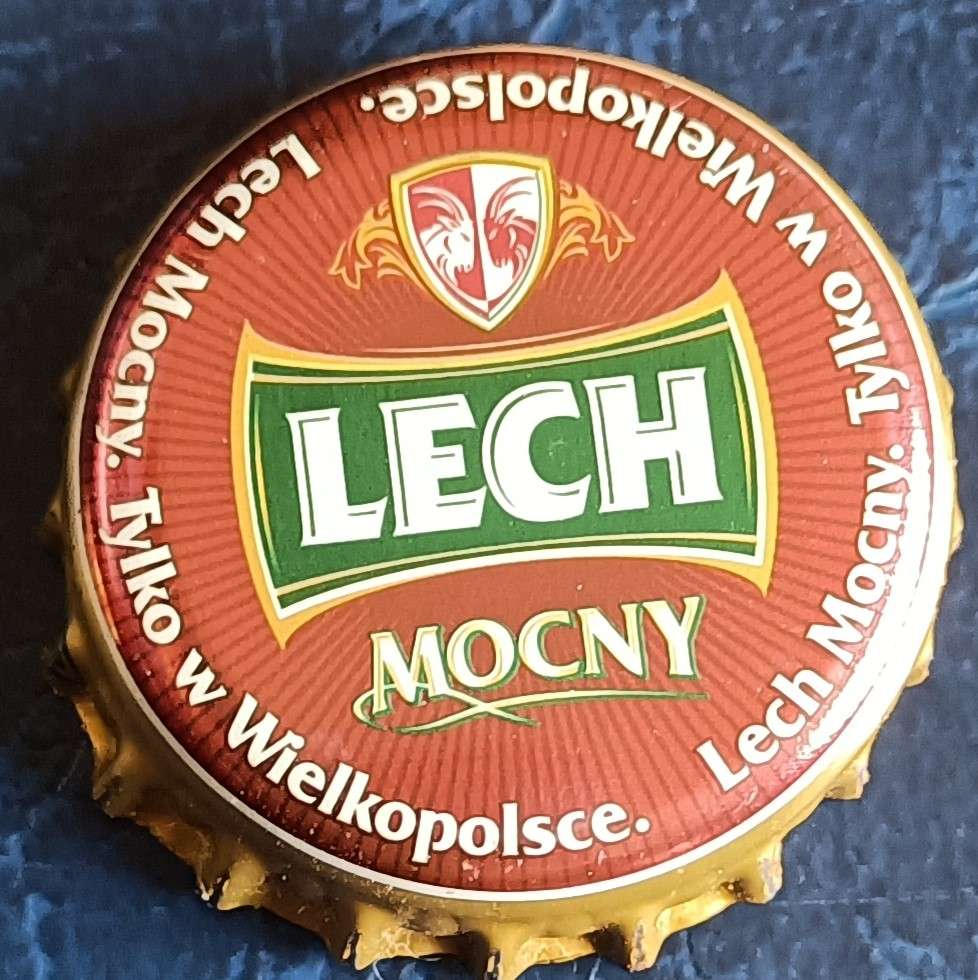 LECH
MOCNY
Lech Mocny. Tylko w Wielkopolsce.
Lech Mocny. Tylko w Wielkopolsce.